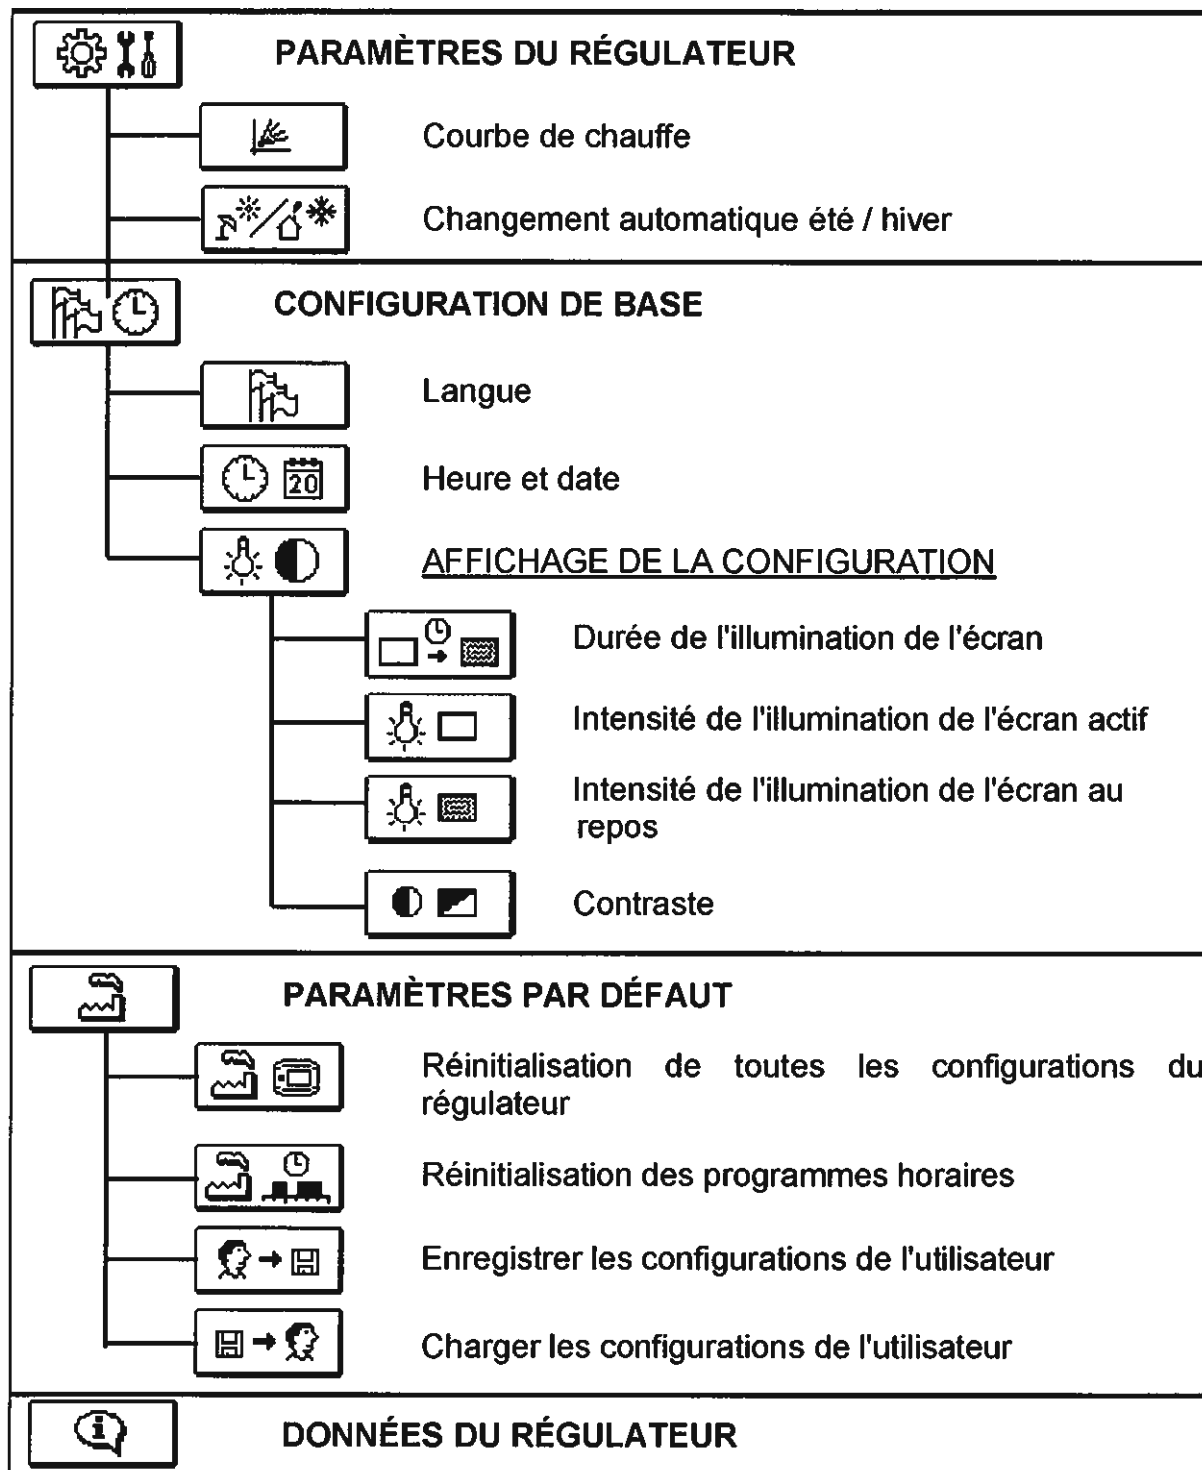 PARAMÈTRES DU RÉGULATEUR
Courbe de chauffe
Changement automatique été / hiver
CONFIGURATION DE BASE
Langue
20
Heure et date
AFFICHAGE DE LA CONFIGURATION
Durée de l'illumination de l'écran
Intensité de l'illumination de l'écran actif
Intensité de l'illumination de l'écran au
repos
Contraste
PARAMÈTRES PAR DÉFAUT
Réinitialisation de toutes les configurations du
régulateur
Réinitialisation des programmes horaires
Enregistrer les configurations de l'utilisateur
Charger les configurations de l'utilisateur
i
DONNÉES DU RÉGULATEUR